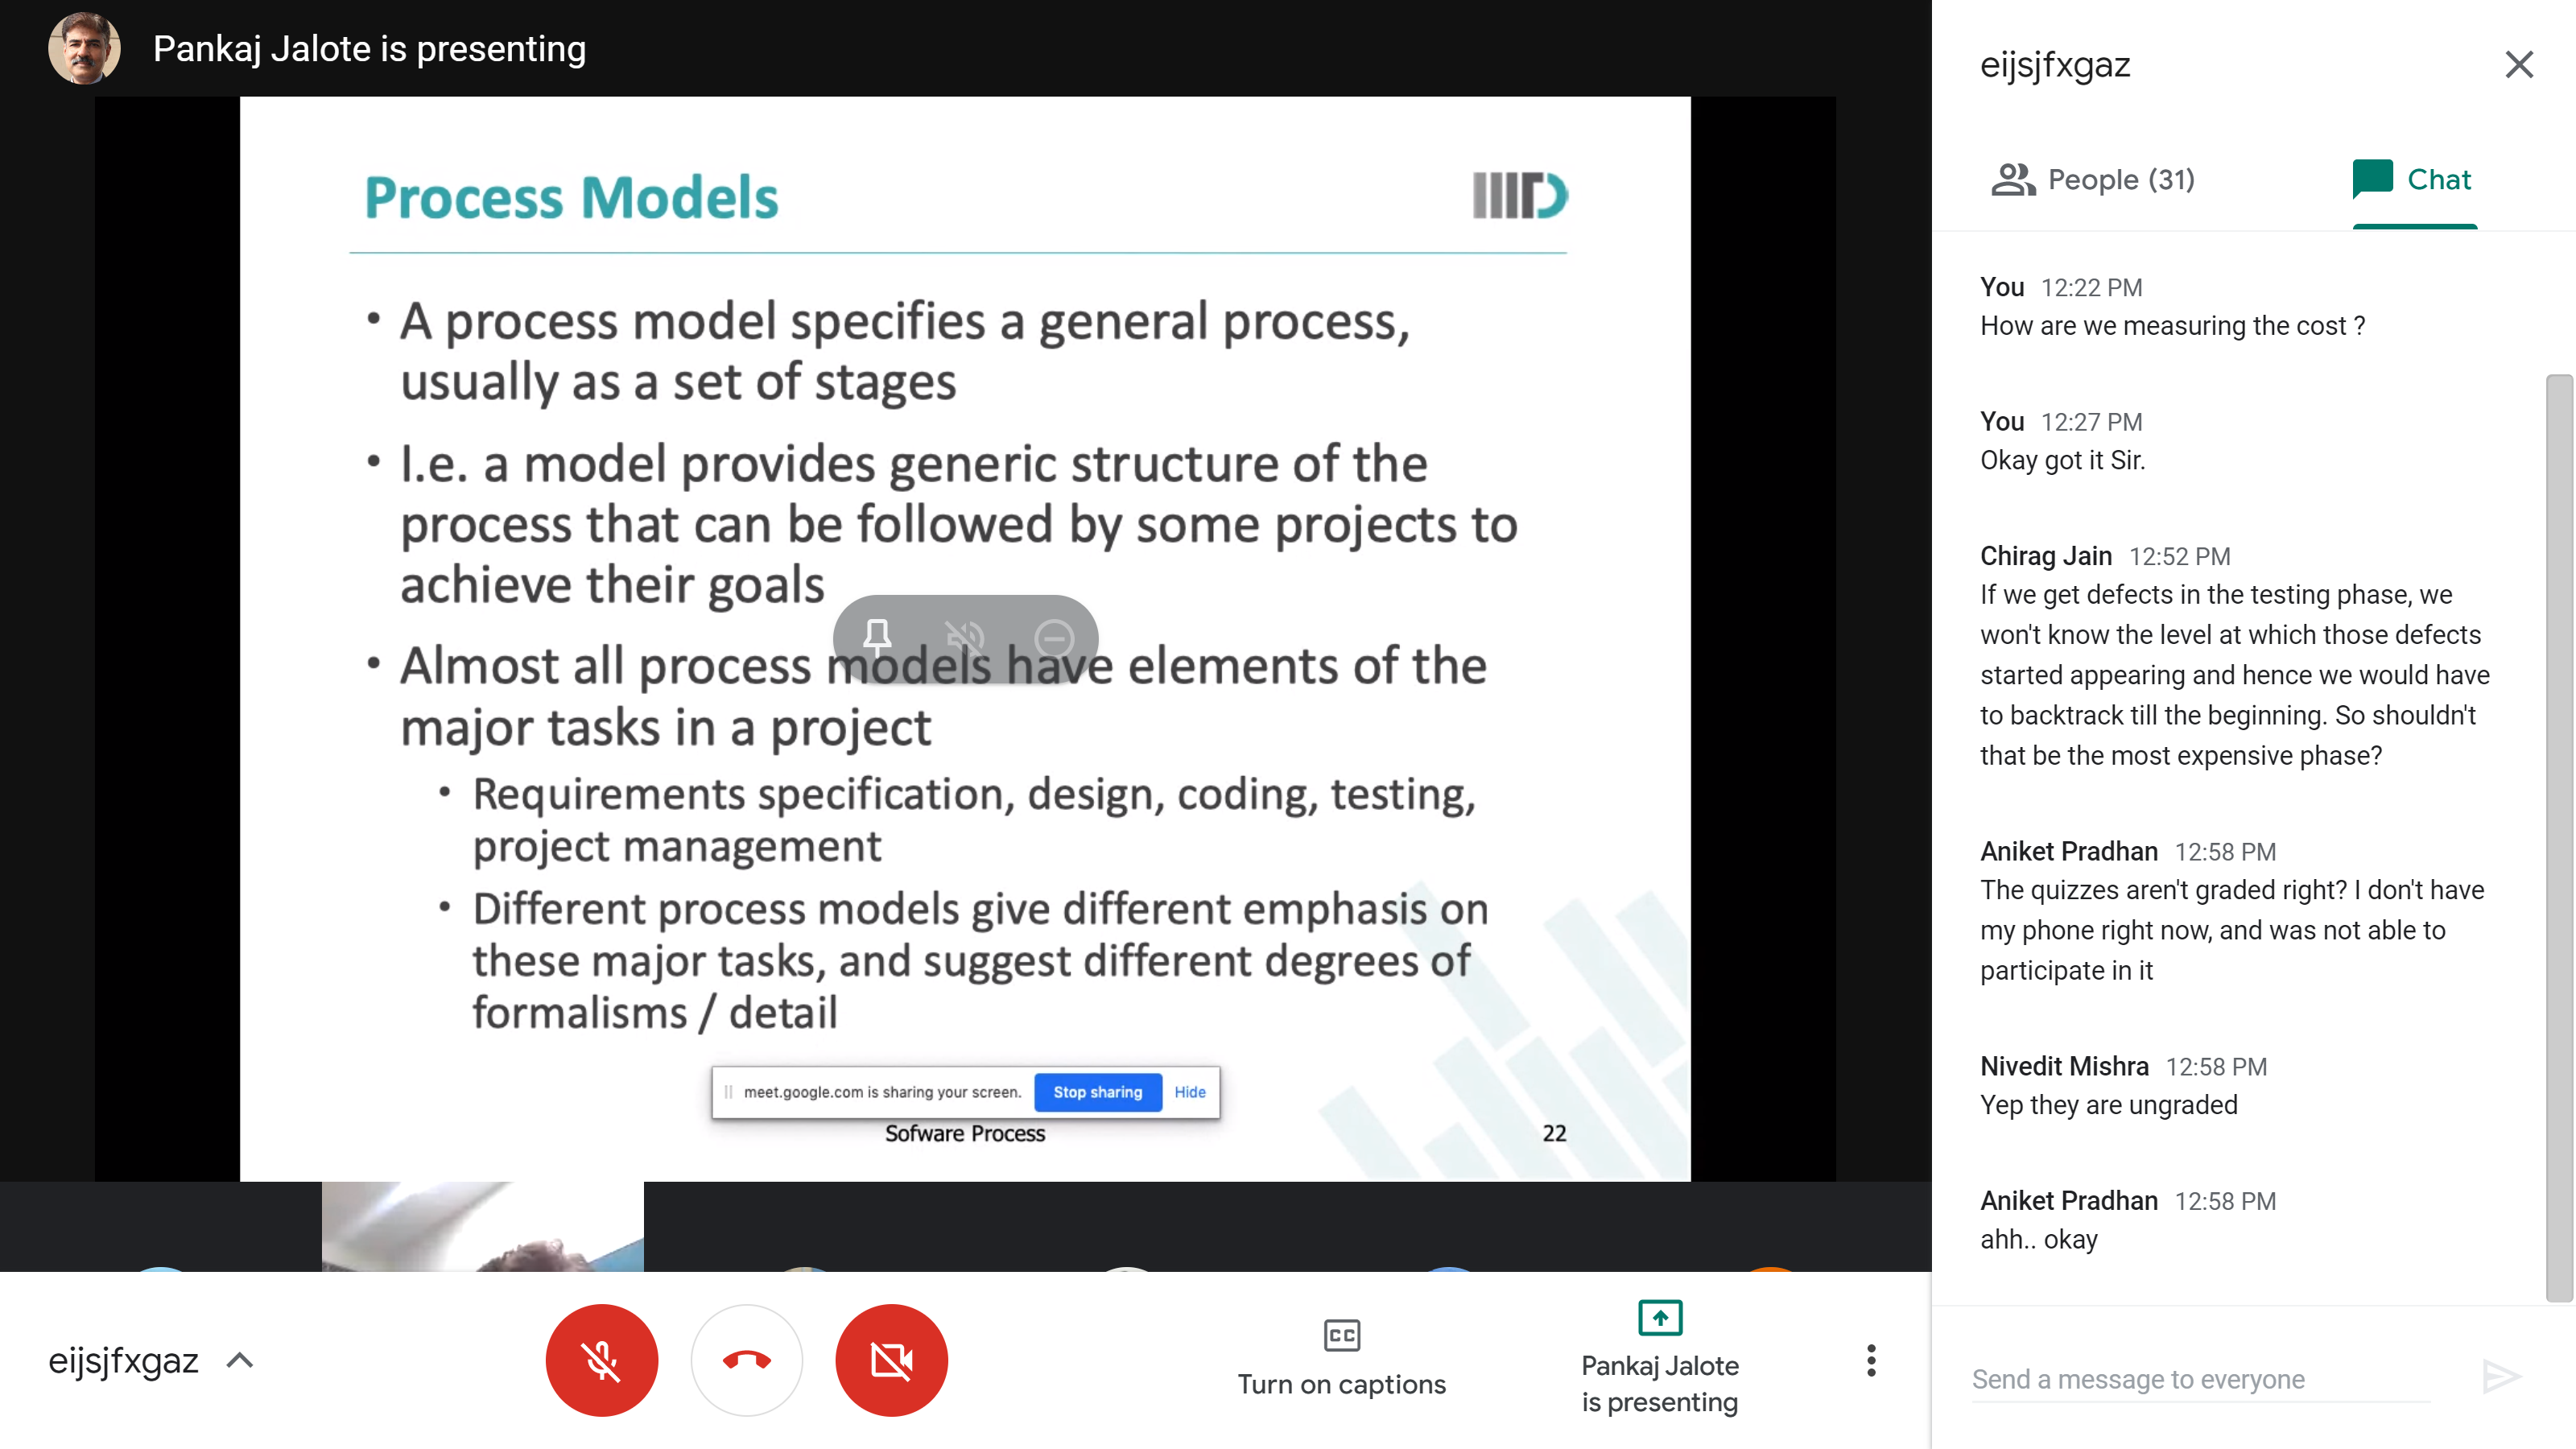 Pankaj Jalote is presenting
Process Models
IIITD
• A process model specifies a general process,
usually as a set of stages
• I.e. a model provides generic structure of the
process that can be followed by some projects to
achieve their goals
• Almost all process models have elements of the
major tasks in a project
• Requirements specification, design, coding, testing,
project management
• Different process models give different emphasis on
these major tasks, and suggest different degrees of
formalisms / detail
meet.google.com is sharing your screen. Stop sharing Hide
Sofware Process 22
eijsjfxgaz
CC
Turn on captions
Pankaj Jalote
is presenting
eijsjfxgaz
People (31) Chat
You 12:22 PM
How are we measuring the cost ?
You 12:27 PM
Okay got it Sir.
Chirag Jain 12:52 PM
If we get defects in the testing phase, we
won't know the level at which those defects
started appearing and hence we would have
to backtrack till the beginning. So shouldn't
that be the most expensive phase?
Aniket Pradhan 12:58 PM
The quizzes aren't graded right? I don't have
my phone right now, and was not able to
participate in it
Nivedit Mishra 12:58 PM
Yep they are ungraded
Aniket Pradhan 12:58 PM
ahh.. okay
Send a message to everyone